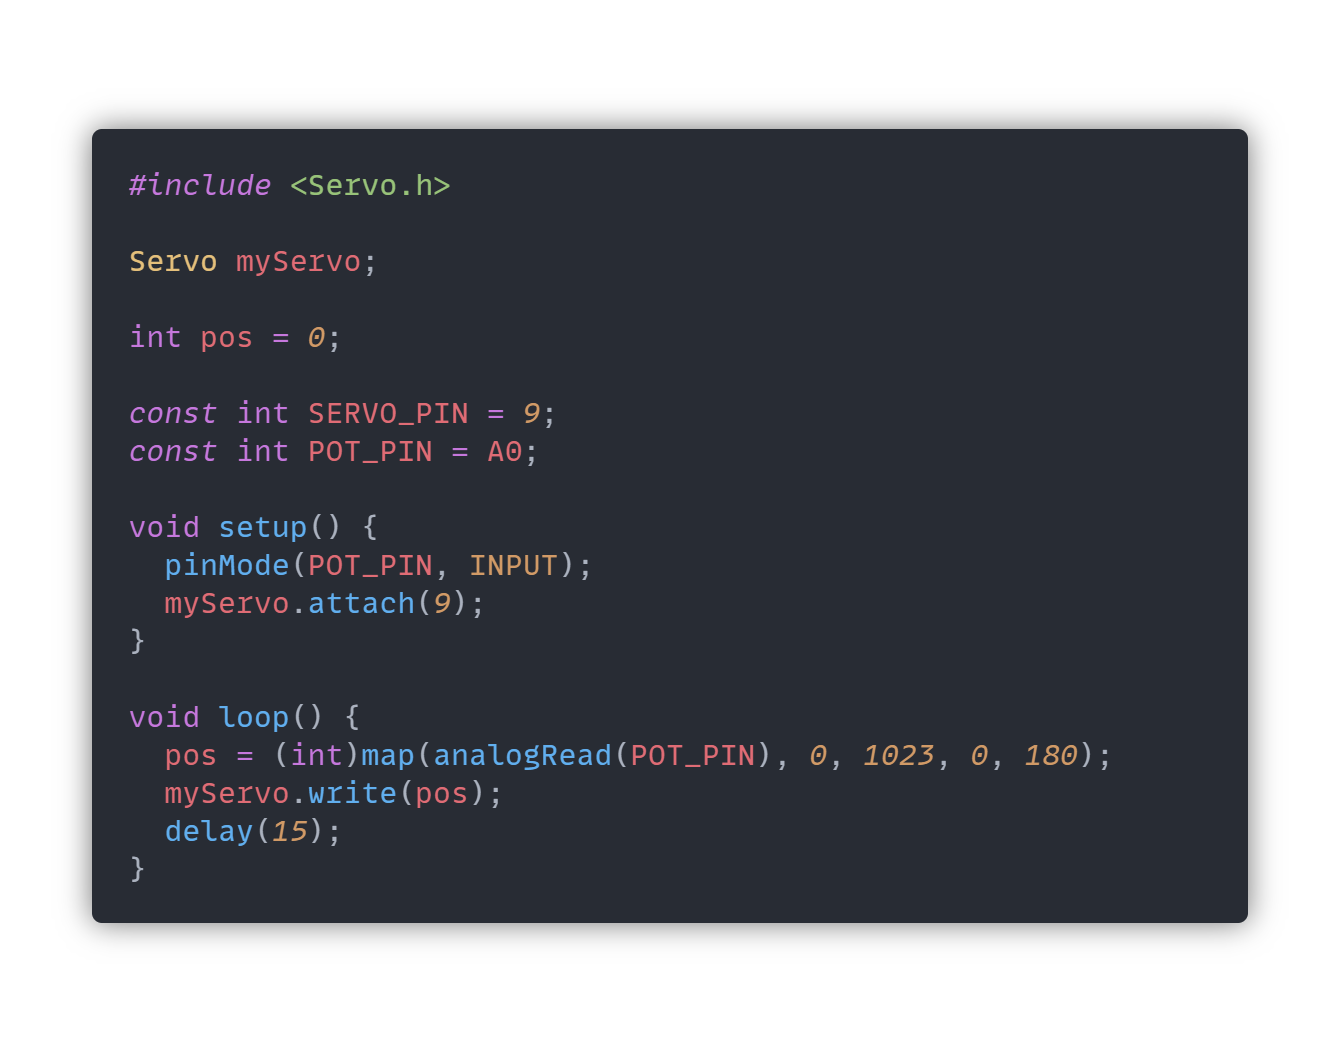 #include <Servo.h>

Servo myServo;

int pos = 0;

const int SERVO_PIN = 9;
const int POT_PIN = A0;

void setup() {
  pinMode(POT_PIN, INPUT);
  myServo.attach(9);
}

void loop() {
  pos = (int)map(analogRead(POT_PIN), 0, 1023, 0, 180);
  myServo.write(pos);
  delay(15);
}